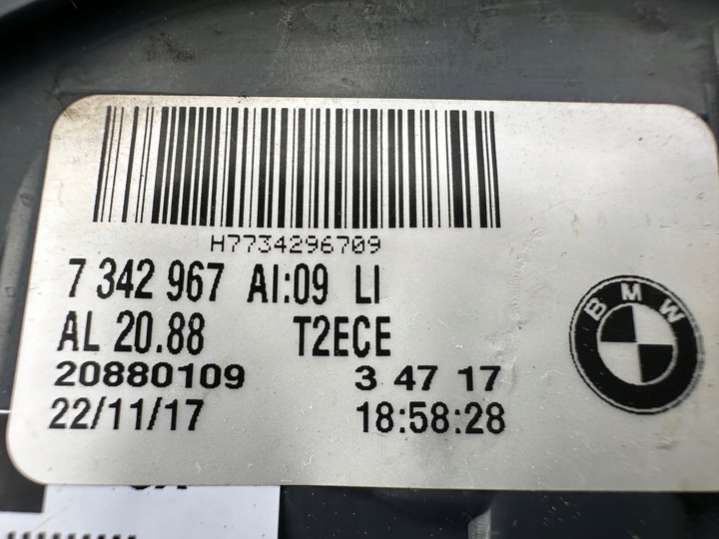 H7734296709
7 342 967 AI:09 LI
AL 20.88 T2ECE
20880109 3 47 17
22/11/17 18:58:28
BMW